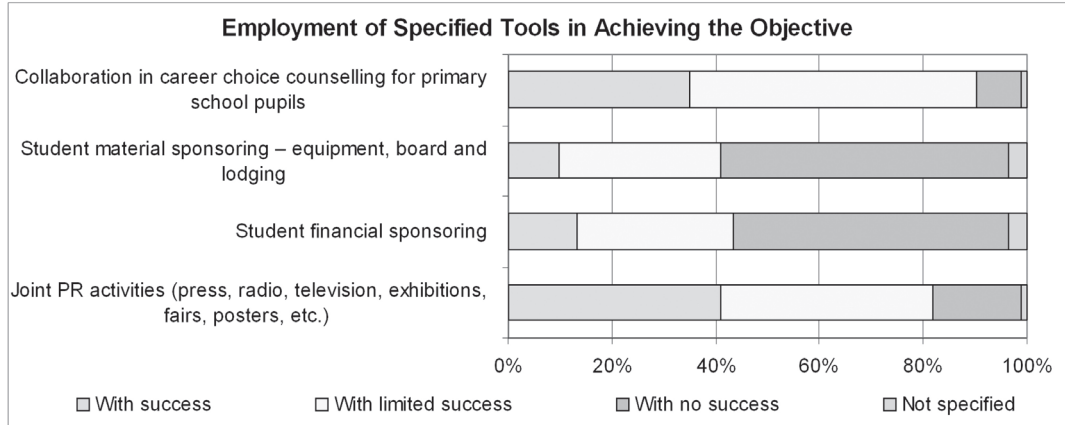 Employment of Specified Tools in Achieving the Objective
Collaboration in career choice counselling for primary
school pupils
Student material sponsoring – equipment, board and
lodging
Student financial sponsoring
Joint PR activities (press, radio, television, exhibitions,
fairs, posters, etc.)
0% 20% 40% 60% 80% 100%
With success With limited success With no success Not specified